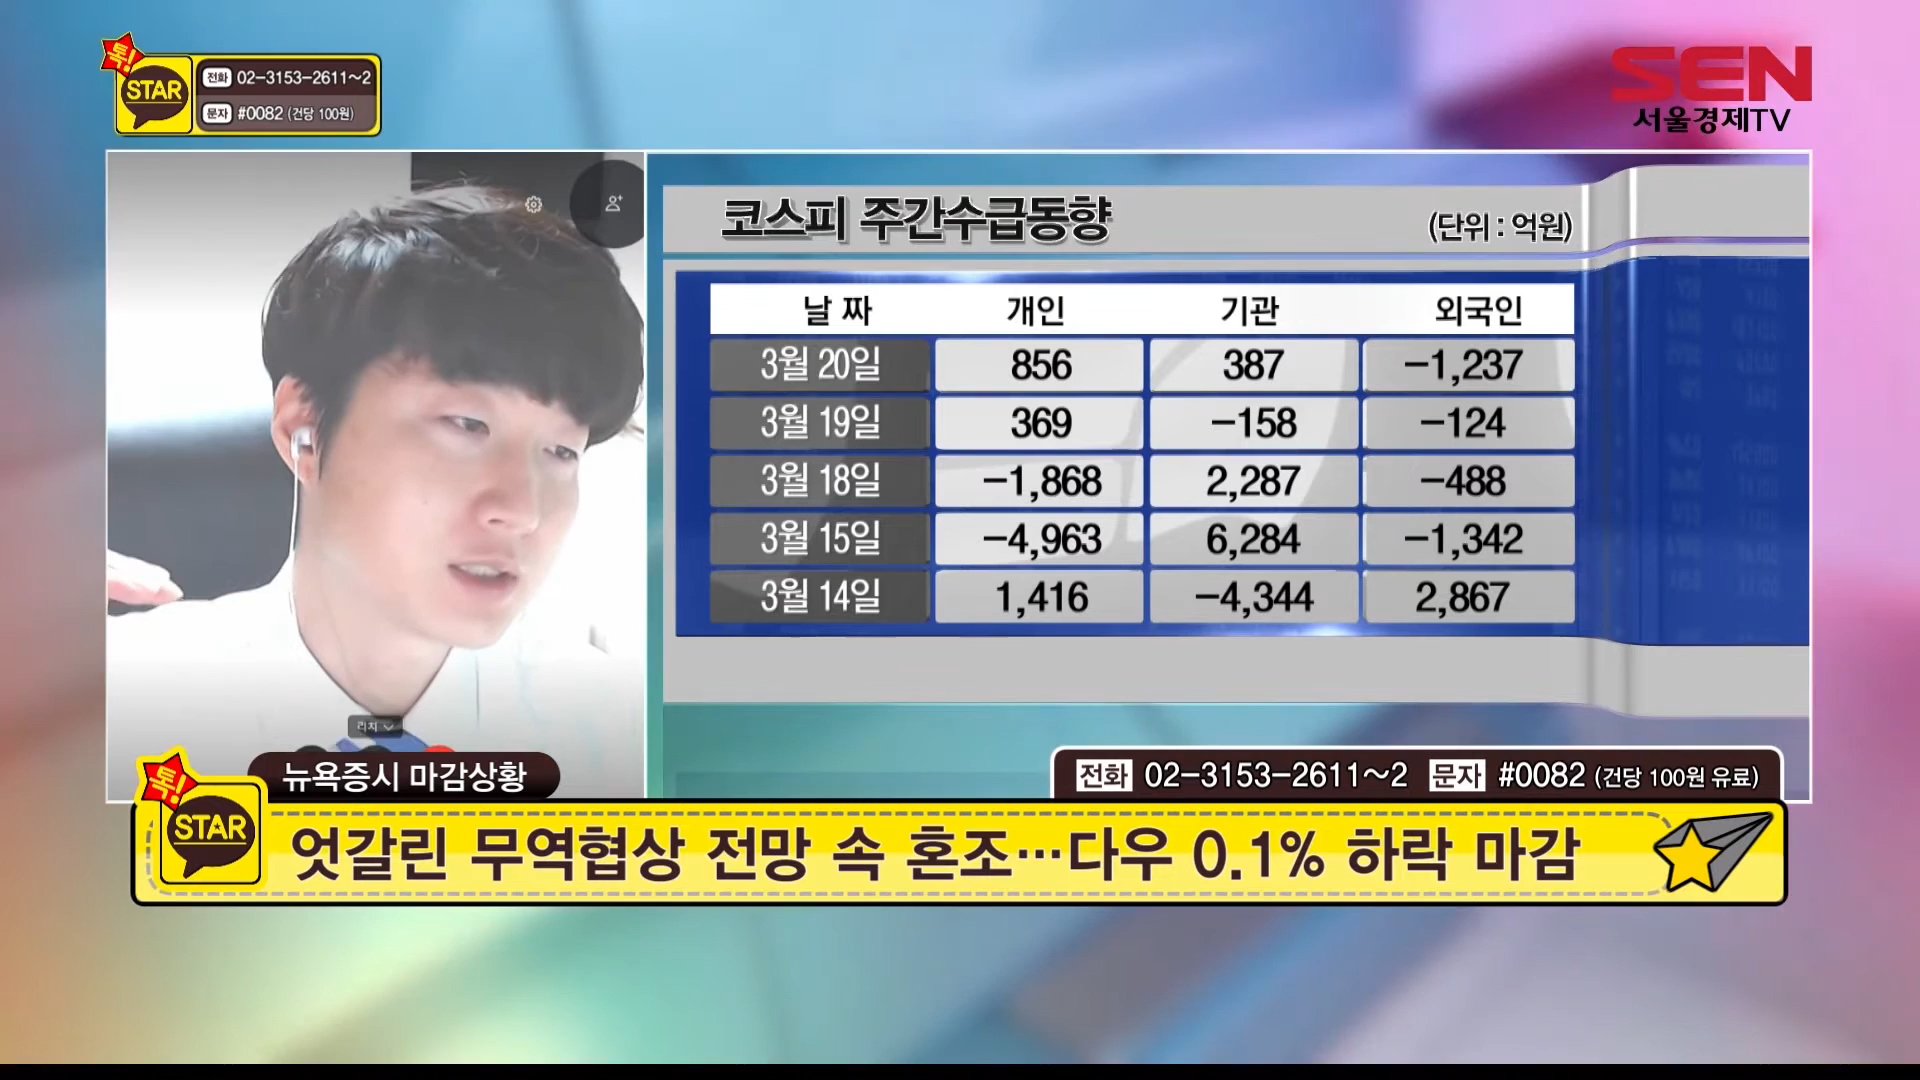 톡!
STAR
전화 02-3153-2611~2
문자 #0082 (건당 100원)
SEN
서울경제TV
코스피 주간수급동향
(단위 : 억원)
날 짜 개인 기관 외국인
3월 20일 856 387 -1,237
3월 19일 369 -158 -124
3월 18일 -1,868 2,287 -488
3월 15일 -4,963 6,284 -1,342
3월 14일 1,416 -4,344 2,867
뉴욕증시 마감상황
전화 02-3153-2611~2 문자 #0082 (건당 100원 유료)
톡!
STAR
엇갈린 무역협상 전망 속 혼조…다우 0.1% 하락 마감